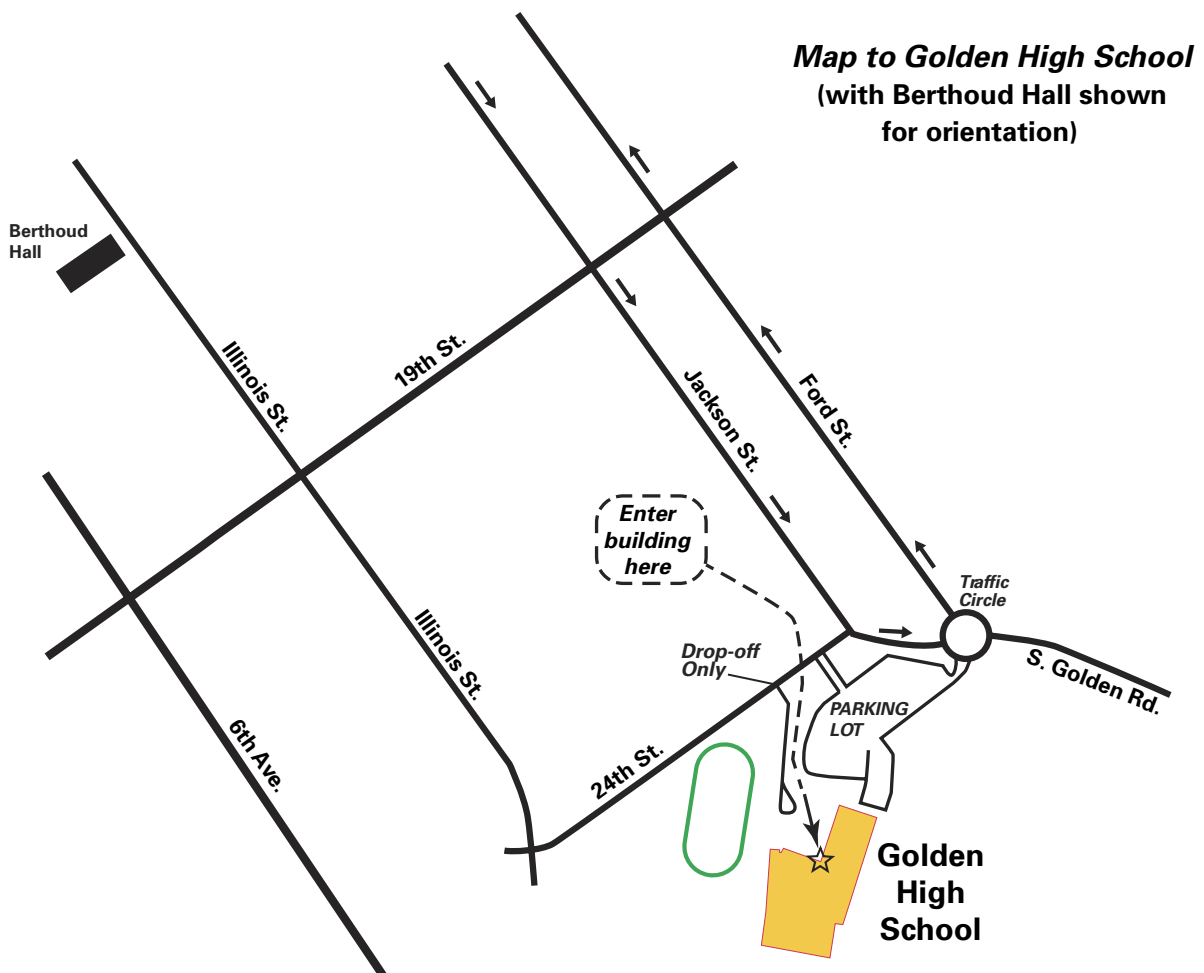 Map to Golden High School
(with Berthoud Hall shown
for orientation)
Berthoud
Hall
Illinois St.
19th St.
Jackson St.
Ford St.
Enter
building
here
Traffic
Circle
Illinois St.
Drop-off
Only
S. Golden Rd.
PARKING
LOT
6th Ave.
24th St.
Golden
High
School